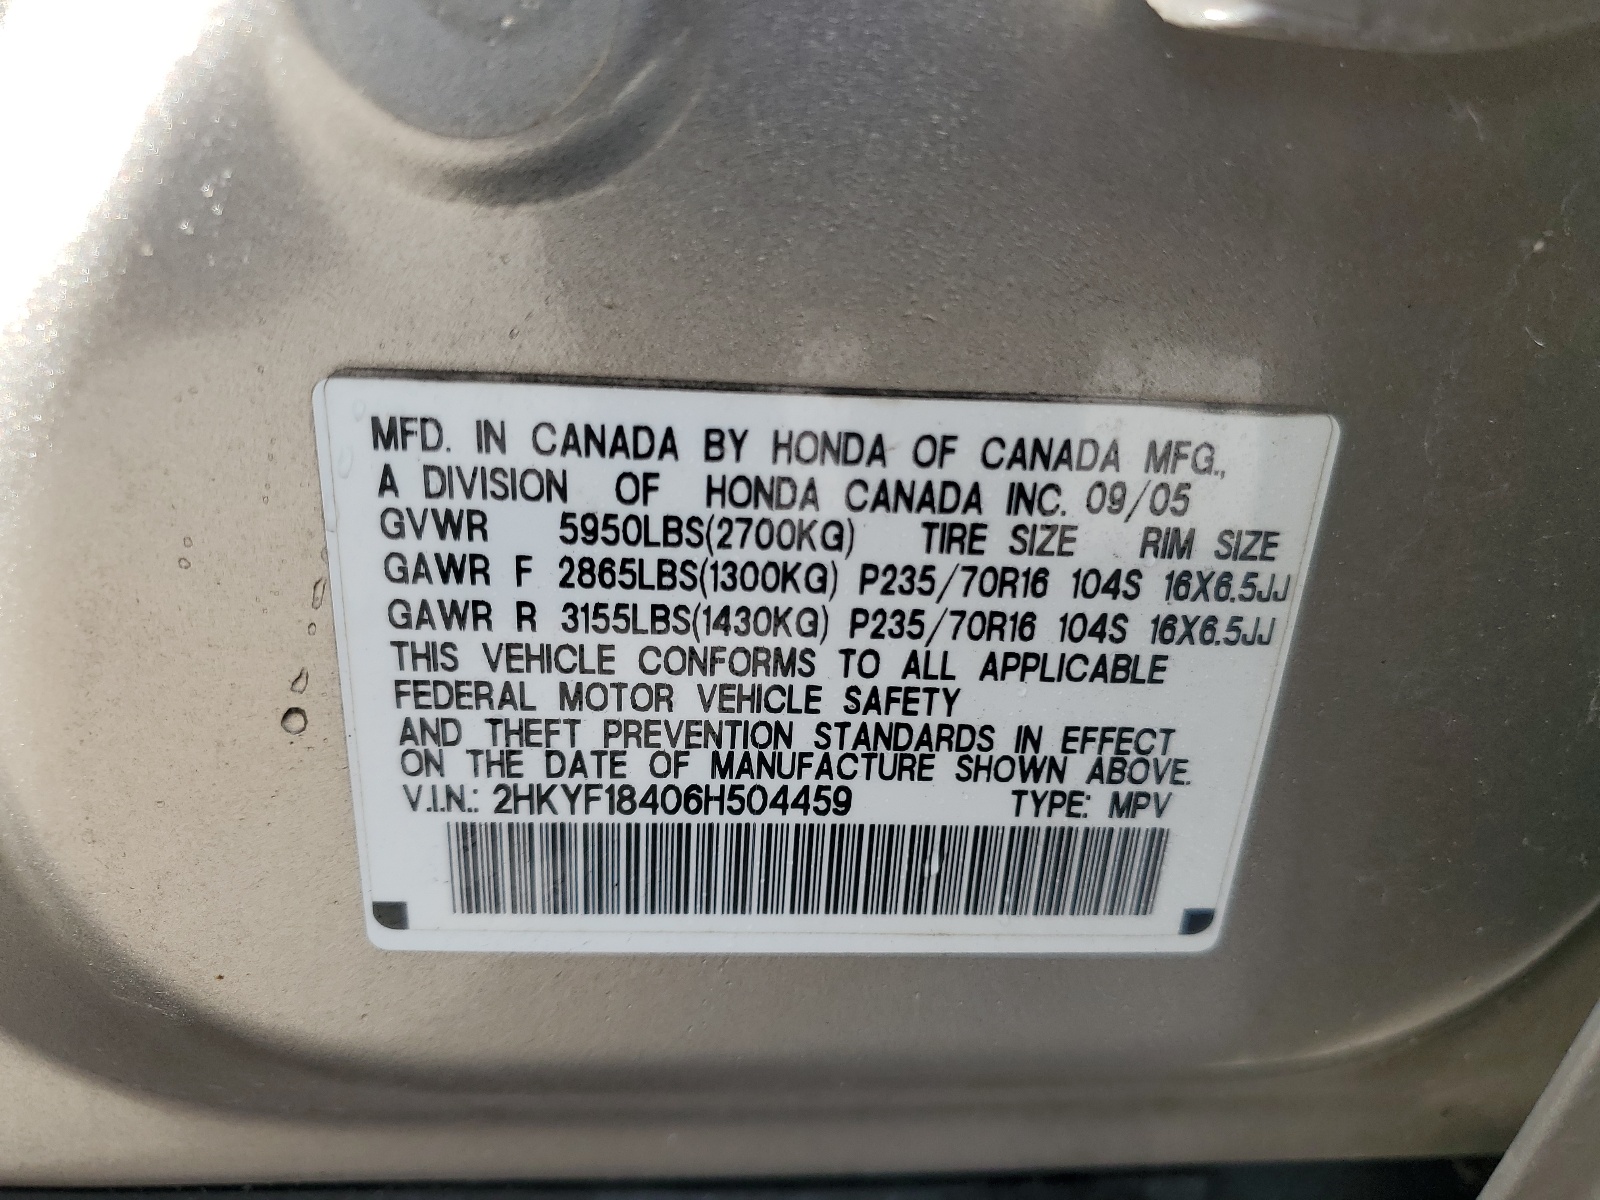 MFD. IN CANADA BY HONDA OF CANADA MFG.,
A DIVISION OF HONDA CANADA INC. 09/05
GVWR 5950LBS(2700KG) TIRE SIZE RIM SIZE
GAWR F 2865LBS(1300KG) P235/70R16 104S 16X6.5JJ
GAWR R 3155LBS(1430KG) P235/70R16 104S 16X6.5JJ
THIS VEHICLE CONFORMS TO ALL APPLICABLE
FEDERAL MOTOR VEHICLE SAFETY
AND THEFT PREVENTION STANDARDS IN EFFECT
ON THE DATE OF MANUFACTURE SHOWN ABOVE.
V.I.N.: 2HKYF18406H504459 TYPE: MPV